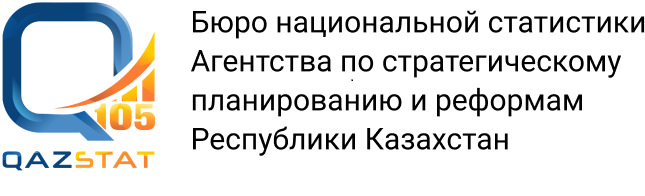 Бюро национальной статистики
Агентства по стратегическому
планированию и реформам
Республики Казахстан
105
QAZSTAT